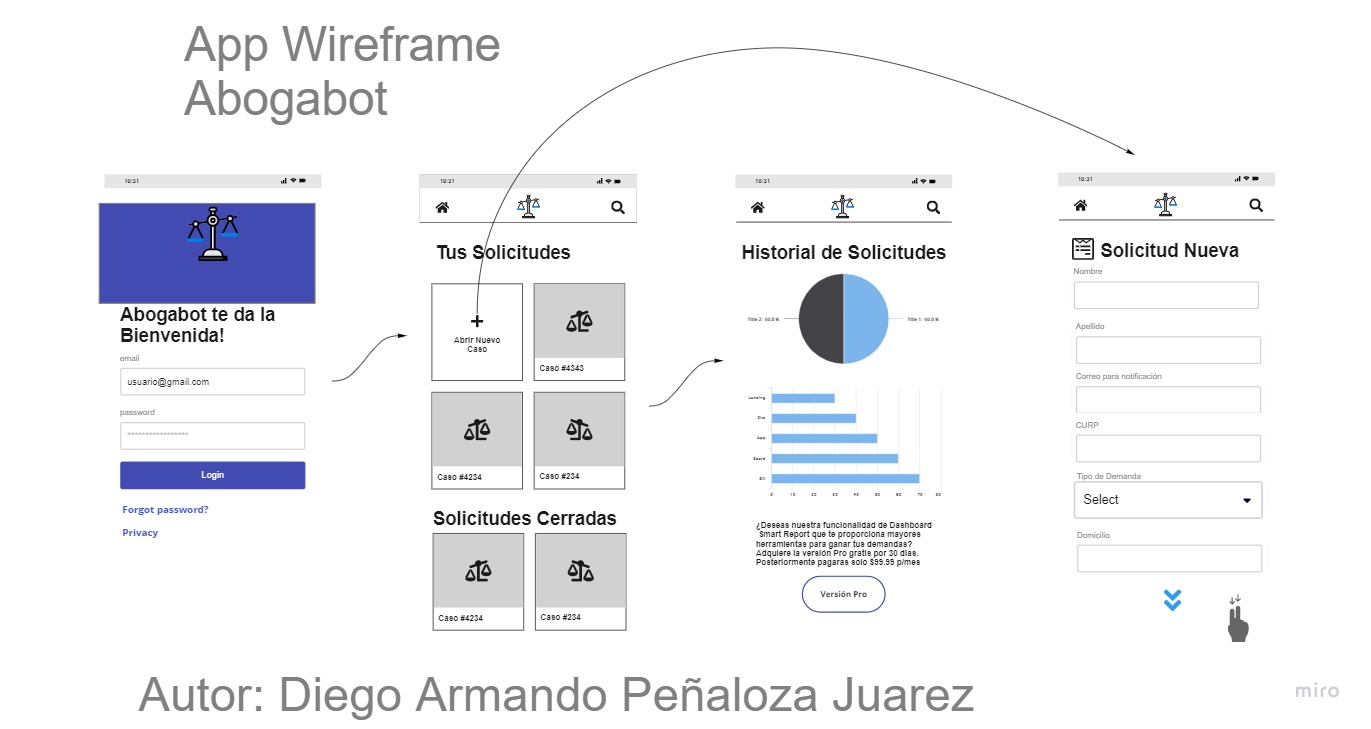 App Wireframe
Abogabot
10:31
Abogabot te da la
Bienvenida!
email
usuario@gmail.com
password
*****************
Login
Forgot password?
Privacy
10:31
Tus Solicitudes
+
Abrir Nuevo
Caso
Caso #4343
Caso #4234
Caso #234
Solicitudes Cerradas
Caso #4234
Caso #234
10:31
Historial de Solicitudes
Title 2: 50.0 %
Title 1: 50.0 %
Landing
Dia
App
Board
Bill
0 10 20 30 40 50 60 70 80
¿Deseas nuestra funcionalidad de Dashboard
Smart Report que te proporciona mayores
herramientas para ganar tus demandas?
Adquiere la versión Pro gratis por 30 dias.
Posteriormente pagaras solo $99.99 p/mes
Versión Pro
10:31
Solicitud Nueva
Nombre
Apellido
Correo para notificación
CURP
Tipo de Demanda
Select
Domicilio
Autor: Diego Armando Peñaloza Juarez
miro